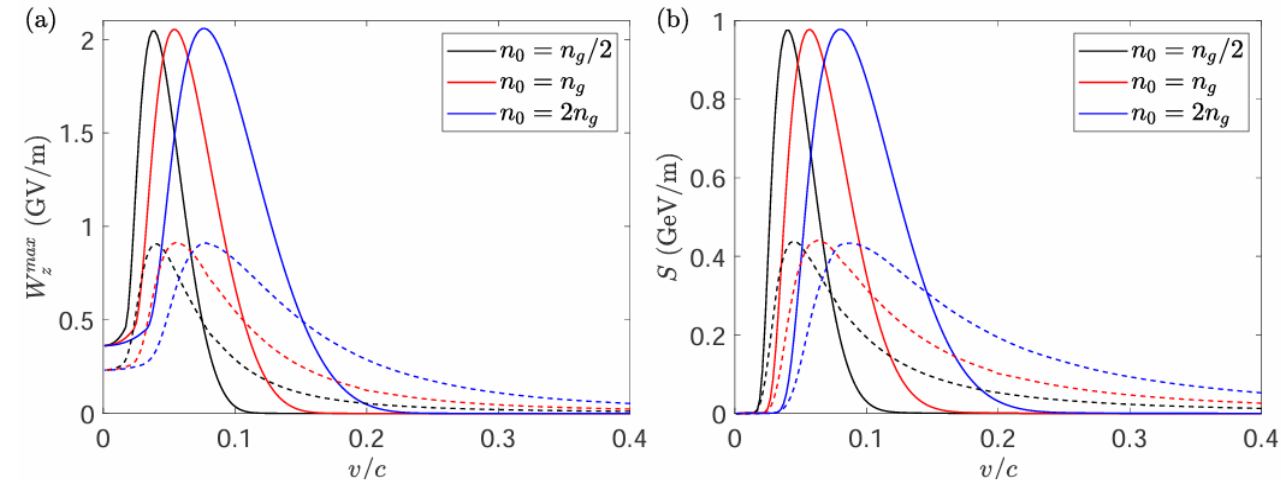 (a)
2
1.5
1
0.5
0
W_z^{max} (GV/m)
n_0 = n_g/2
n_0 = n_g
n_0 = 2n_g
0 0.1 0.2 0.3 0.4
v/c
(b)
1
0.8
0.6
0.4
0.2
0
S (GeV/m)
n_0 = n_g/2
n_0 = n_g
n_0 = 2n_g
0 0.1 0.2 0.3 0.4
v/c